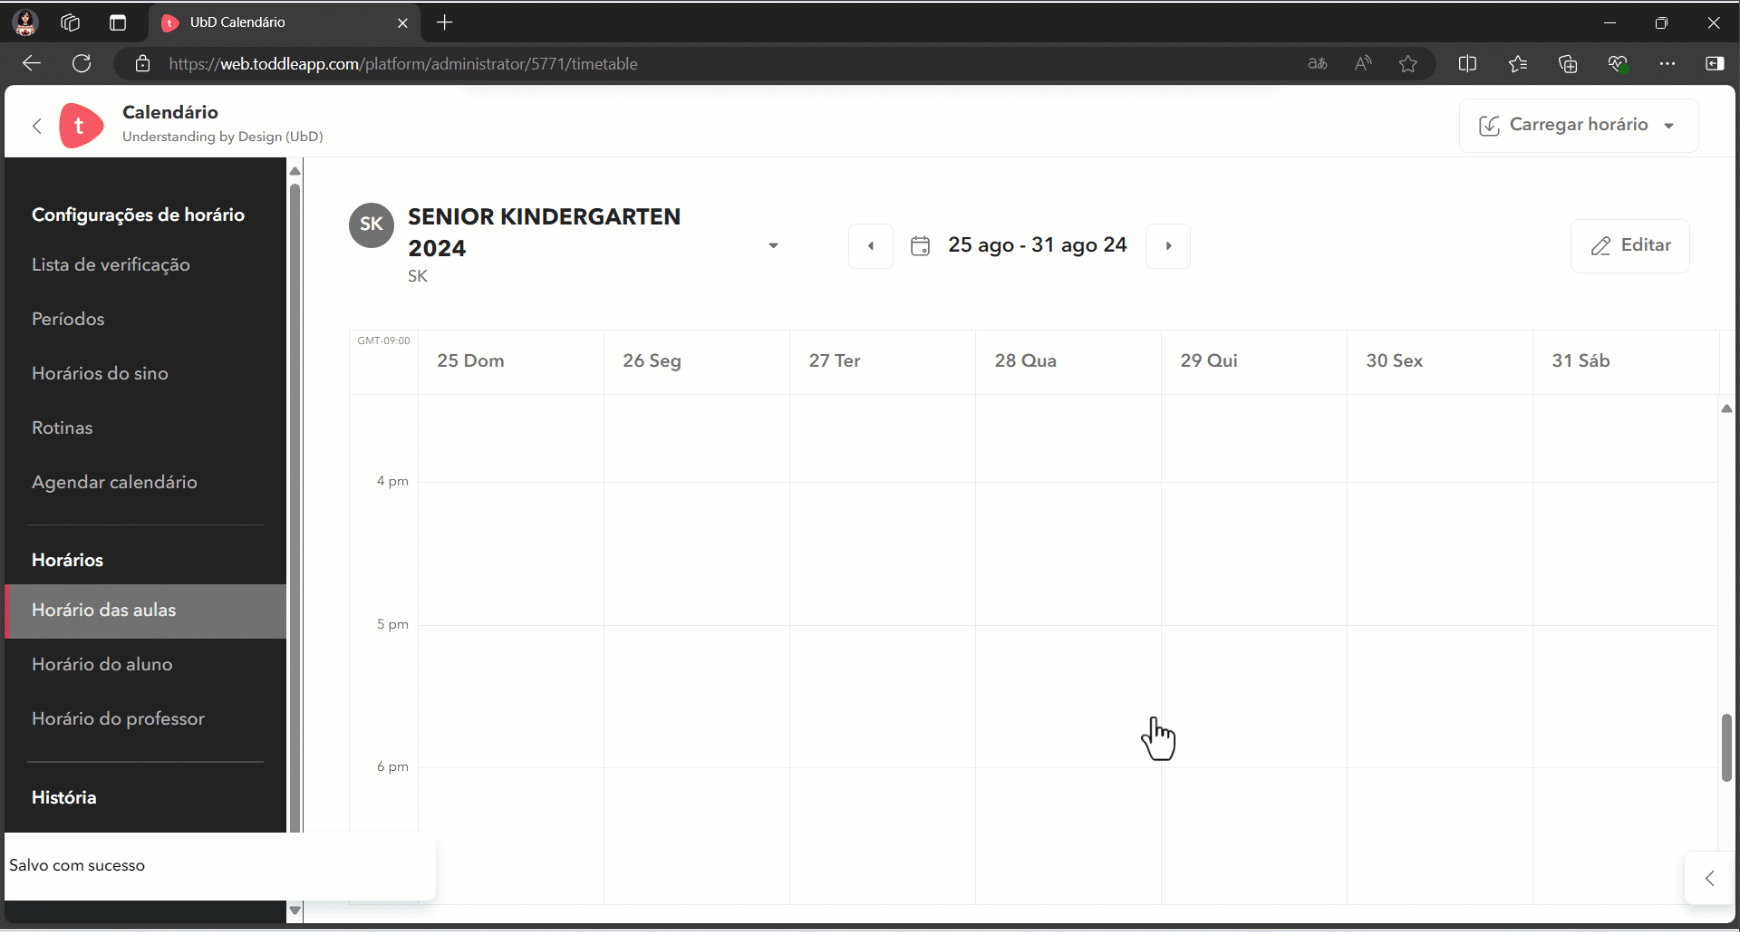 UbD Calendário
https://web.toddleapp.com/platform/administrator/5771/timetable
t
Calendário
Understanding by Design (UbD)
Carregar horário
Configurações de horário
Lista de verificação
Períodos
Horários do sino
Rotinas
Agendar calendário
Horários
Horário das aulas
Horário do aluno
Horário do professor
História
Salvo com sucesso
SK
SENIOR KINDERGARTEN
2024
SK
25 ago - 31 ago 24
Editar
GMT-09:00
25 Dom
26 Seg
27 Ter
28 Qua
29 Qui
30 Sex
31 Sáb
4 pm
5 pm
6 pm